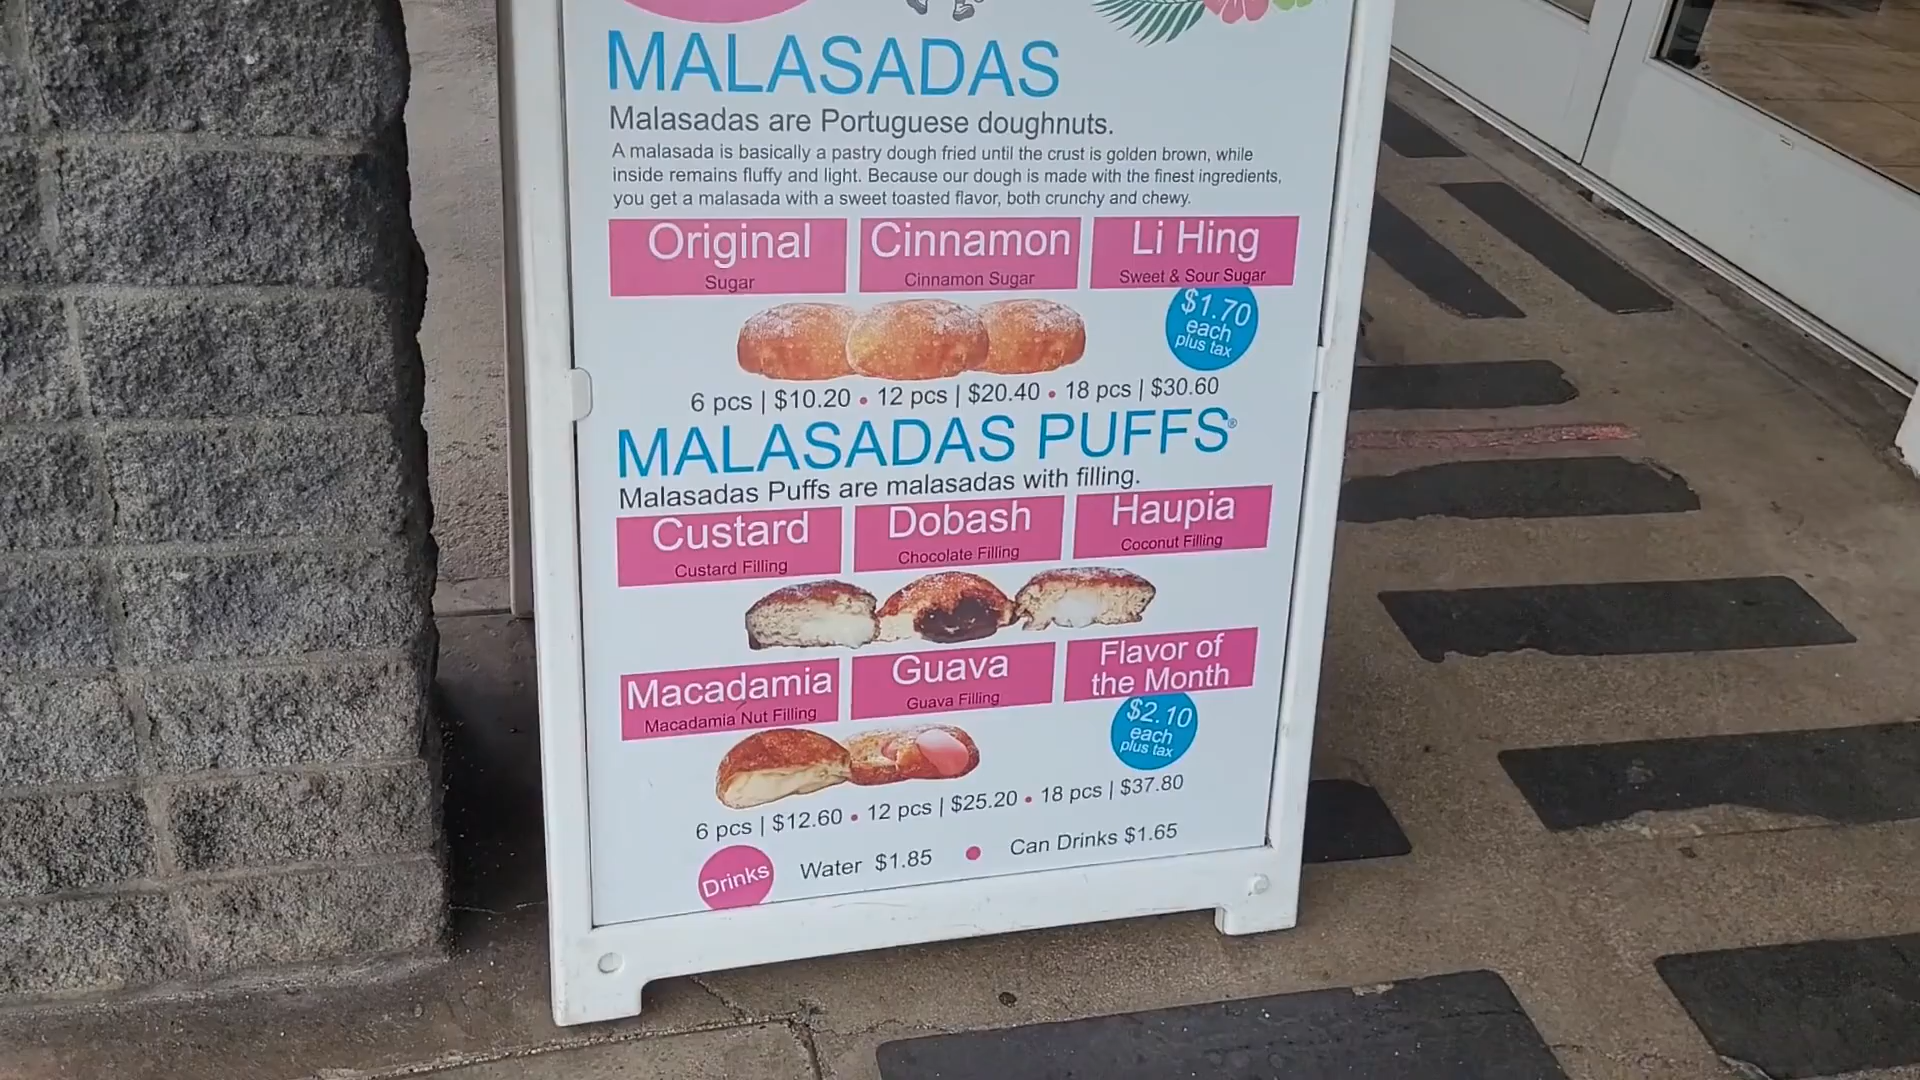 MALASADAS
Malasadas are Portuguese doughnuts.
A malasada is basically a pastry dough fried until the crust is golden brown, while
inside remains fluffy and light. Because our dough is made with the finest ingredients,
you get a malasada with a sweet toasted flavor, both crunchy and chewy.
Original
Sugar
Cinnamon
Cinnamon Sugar
Li Hing
Sweet & Sour Sugar
$1.70
each
plus tax
6 pcs | $10.20 • 12 pcs | $20.40 • 18 pcs | $30.60
MALASADAS PUFFS®
Malasadas Puffs are malasadas with filling.
Custard
Custard Filling
Dobash
Chocolate Filling
Haupia
Coconut Filling
Macadamia
Macadamia Nut Filling
Guava
Guava Filling
Flavor of
the Month
$2.10
each
plus tax
6 pcs | $12.60 • 12 pcs | $25.20 • 18 pcs | $37.80
Drinks Water $1.85 • Can Drinks $1.65